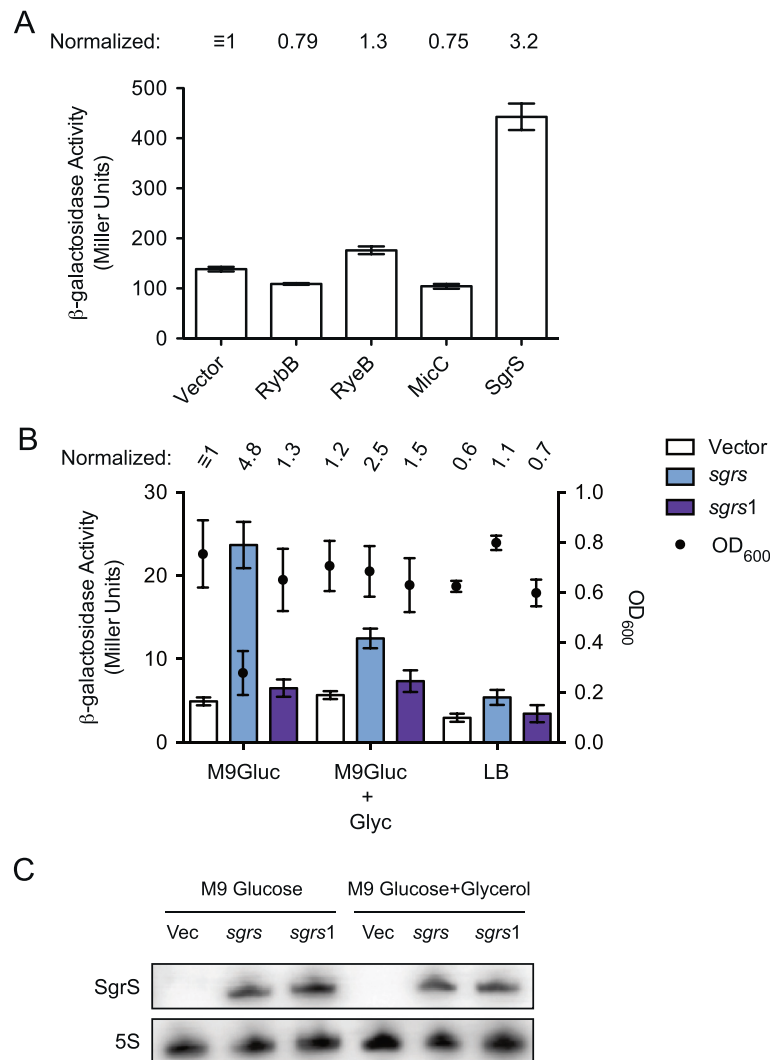 A
Normalized: ≡1 0.79 1.3 0.75 3.2
β-galactosidase Activity
(Miller Units)
500
400
300
200
100
0
Vector RybB RyeB MicC SgrS
B
Normalized: ≡1 4.8 1.3 1.2 2.5 1.5 0.6 1.1 0.7
Vector
sgrs
sgrs1
OD600
β-galactosidase Activity
(Miller Units)
30
20
10
0
1.0
0.8
0.6
0.4
0.2
0.0
OD600
M9Gluc M9Gluc LB
+
Glyc
C
M9 Glucose M9 Glucose+Glycerol
Vec sgrs sgrs1 Vec sgrs sgrs1
SgrS
5S